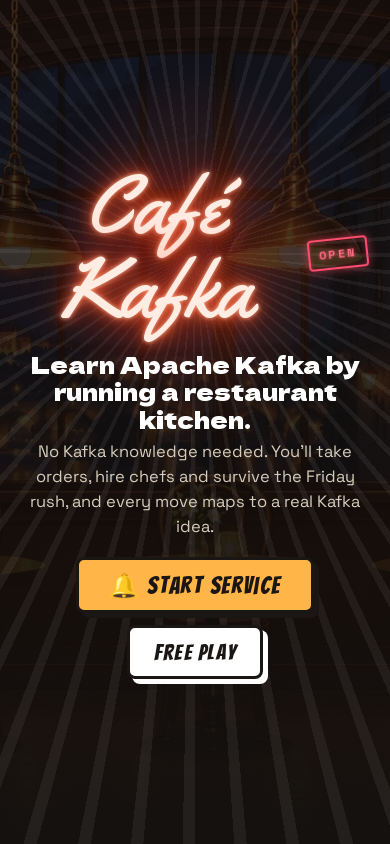 Café
Kafka
OPEN
Learn Apache Kafka by
running a restaurant
kitchen.
No Kafka knowledge needed. You'll take
orders, hire chefs and survive the Friday
rush, and every move maps to a real Kafka
idea.
🔔 START SERVICE
FREE PLAY